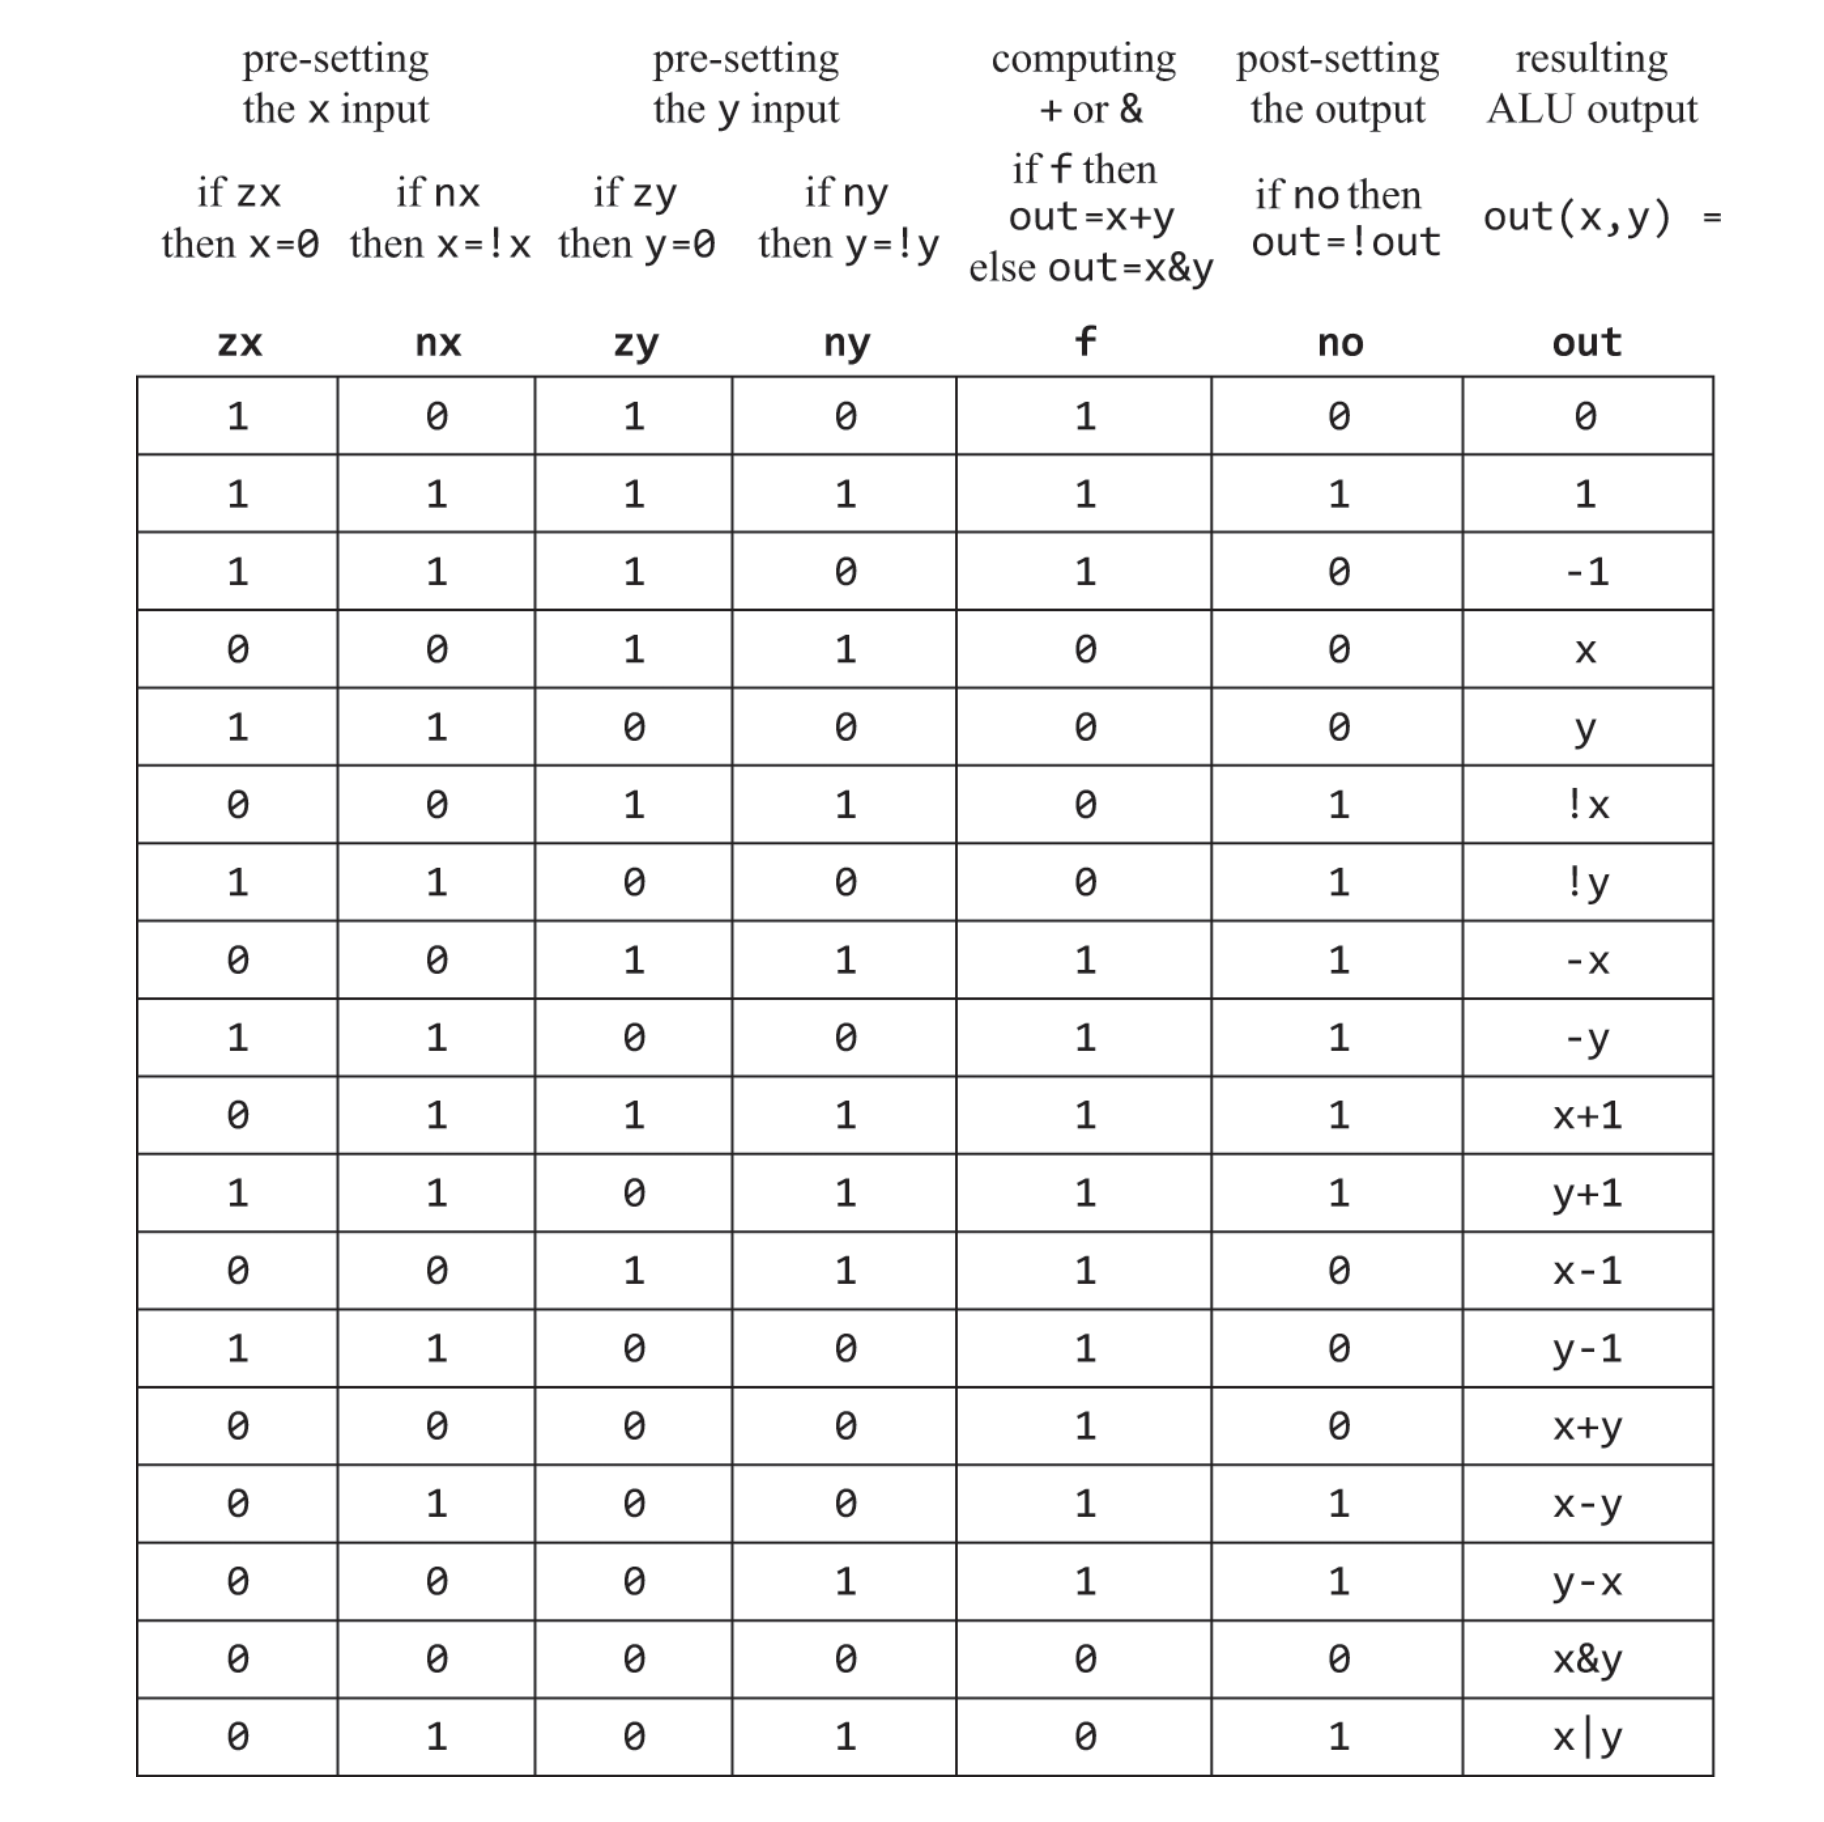 pre-setting the x input pre-setting the y input computing + or & post-setting the output resulting ALU output
if zx then x=0 if nx then x=!x if zy then y=0 if ny then y=!y if f then out=x+y else out=x&y if no then out=!out out(x,y) =
zx nx zy ny f no out
1 0 1 0 1 0 0
1 1 1 1 1 1 1
1 1 1 0 1 0 -1
0 0 1 1 0 0 x
1 1 0 0 0 0 y
0 0 1 1 0 1 !x
1 1 0 0 0 1 !y
0 0 1 1 1 1 -x
1 1 0 0 1 1 -y
0 1 1 1 1 1 x+1
1 1 0 1 1 1 y+1
0 0 1 1 1 0 x-1
1 1 0 0 1 0 y-1
0 0 0 0 1 0 x+y
0 1 0 0 1 1 x-y
0 0 0 1 1 1 y-x
0 0 0 0 0 0 x&y
0 1 0 1 0 1 x|y